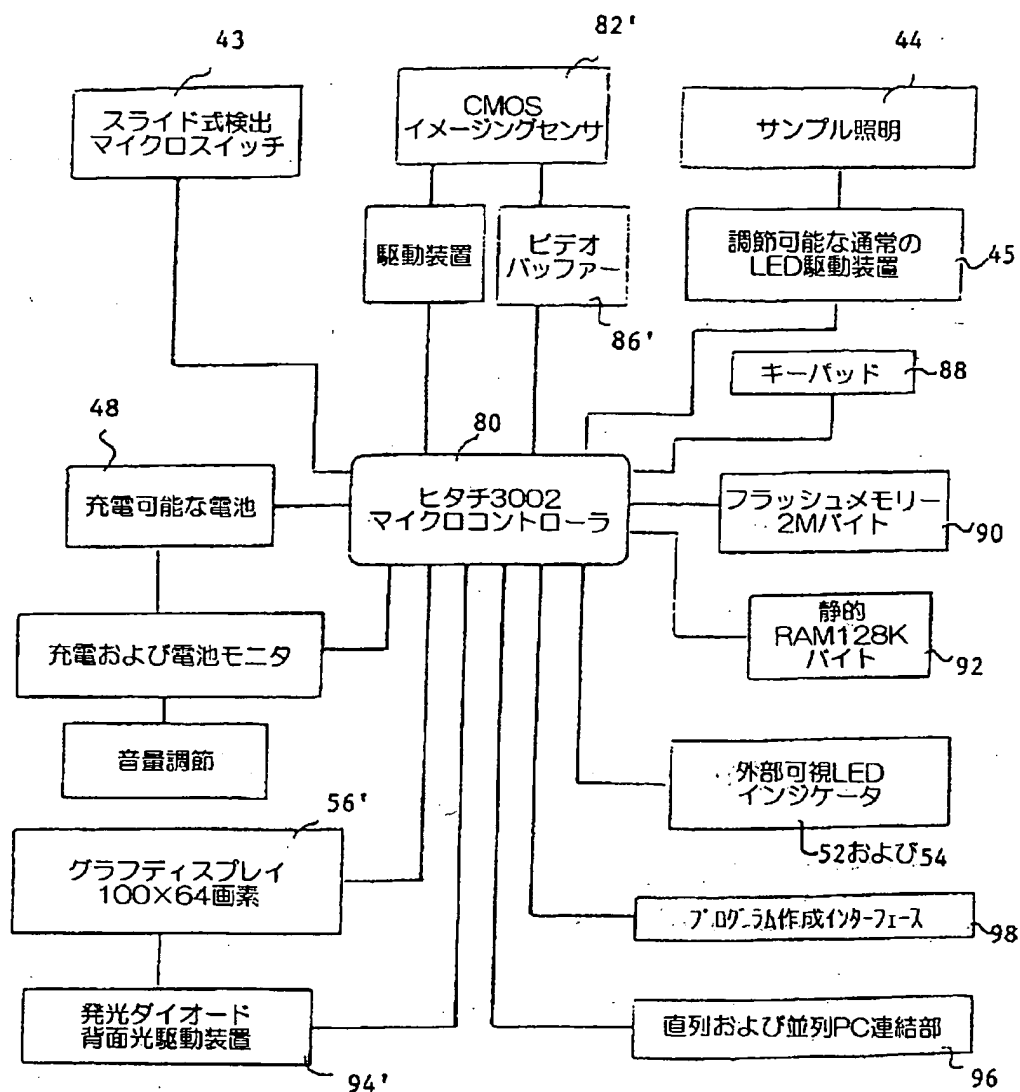 43
82'
44
スライド式検出
マイクロスイッチ
CMOS
イメージングセンサ
サンプル照明
駆動装置
ビデオ
バッファー
調節可能な通常の
LED駆動装置
45
86'
キーパッド
88
48
80
充電可能な電池
ヒタチ3002
マイクロコントローラ
フラッシュメモリー
2Mバイト
90
静的
RAM128K
バイト
92
充電および電池モニタ
音量調節
外部可視LED
インジケータ
52および54
56'
グラフディスプレイ
100×64画素
プログラム作成インターフェース
98
発光ダイオード
背面光駆動装置
94'
直列および並列PC連結部
96